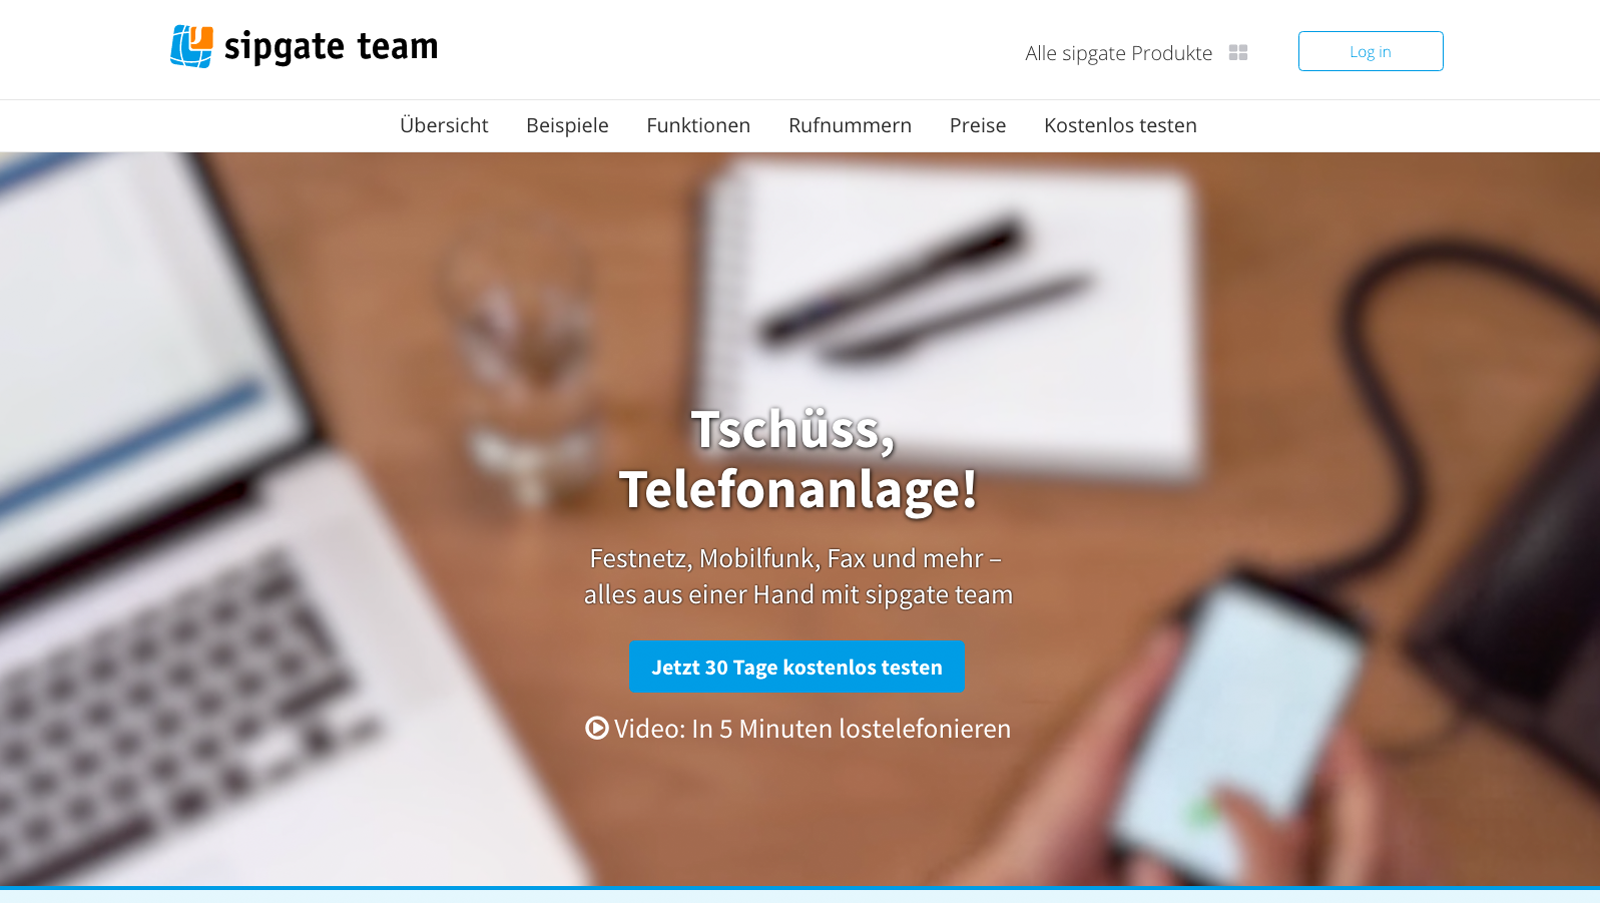 sipgate team
Alle sipgate Produkte
Log in
Übersicht
Beispiele
Funktionen
Rufnummern
Preise
Kostenlos testen
Tschüss,
Telefonanlage!
Festnetz, Mobilfunk, Fax und mehr –
alles aus einer Hand mit sipgate team
Jetzt 30 Tage kostenlos testen
Video: In 5 Minuten lostelefonieren